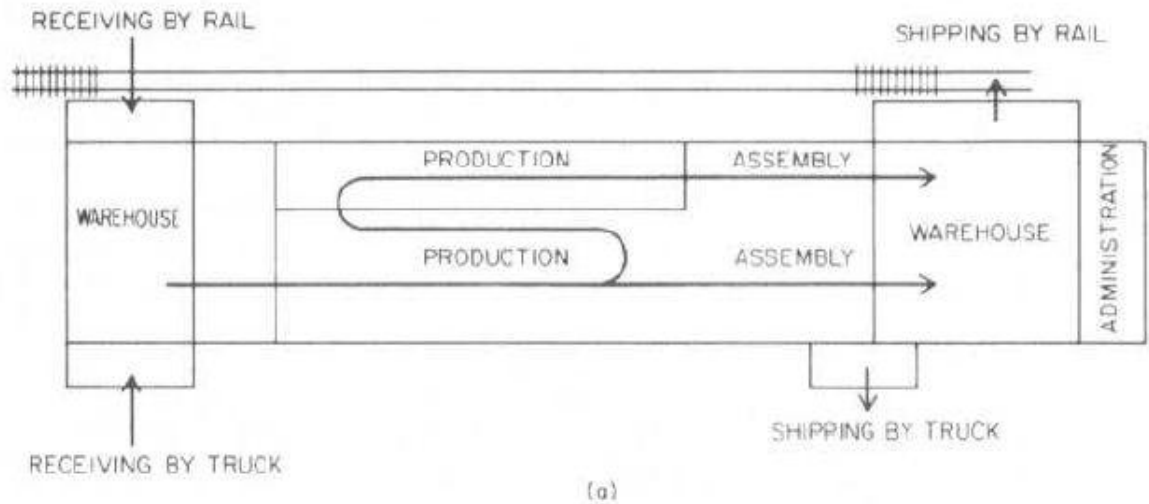 RECEIVING BY RAIL
SHIPPING BY RAIL
PRODUCTION
ASSEMBLY
WAREHOUSE
WAREHOUSE
ADMINISTRATION
PRODUCTION
ASSEMBLY
SHIPPING BY TRUCK
RECEIVING BY TRUCK
(a)